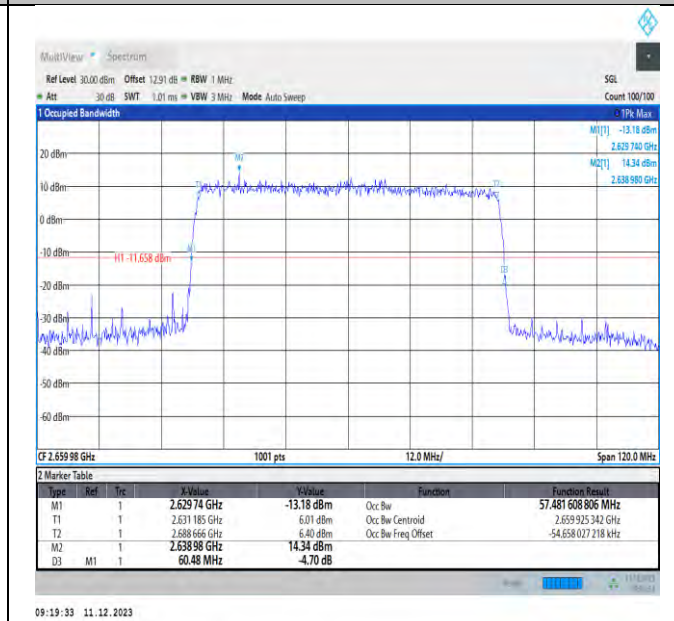 MultiView Spectrum
Ref Level 30.00 dBm Offset 12.91 dB RBW 1 MHz SGL
Att 30 dB SWT 1.01 ms VBW 3 MHz Mode Auto Sweep Count 100/100
1 Occupied Bandwidth 1Pk Max
M1[1] -13.18 dBm
2.629 740 GHz
M2[1] 14.34 dBm
2.638 980 GHz
20 dBm
M2
10 dBm
T1 T2
0 dBm
-10 dBm
M1
H1 -11.658 dBm
D3
-20 dBm
-30 dBm
-40 dBm
-50 dBm
-60 dBm
CF 2.659 98 GHz 1001 pts 12.0 MHz/ Span 120.0 MHz
2 Marker Table
Type Ref Trc X-Value Y-Value Function Function Result
M1 1 2.629 74 GHz -13.18 dBm Occ Bw 57.481 608 806 MHz
T1 1 2.631 185 GHz 6.01 dBm Occ Bw Centroid 2.659 925 342 GHz
T2 1 2.688 666 GHz 6.40 dBm Occ Bw Freq Offset -54.658 027 218 kHz
M2 1 2.638 98 GHz 14.34 dBm
D3 M1 1 60.48 MHz -4.70 dB
09:19:33 11.12.2023